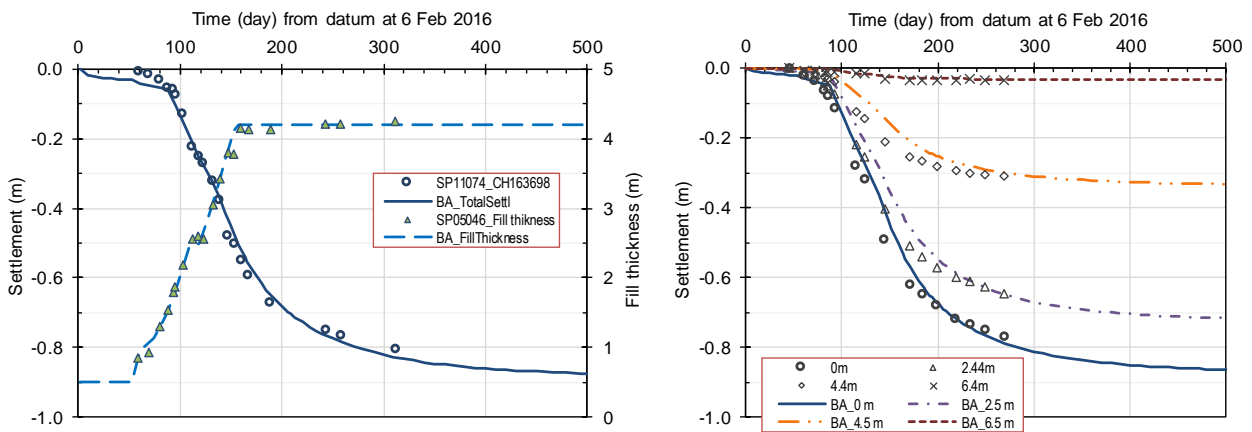 Time (day) from datum at 6 Feb 2016
0 100 200 300 400 500
0.0
-0.2
-0.4
-0.6
-0.8
-1.0
Settlement (m)
5
4
3
2
1
0
Fill thickness (m)
SP11074_CH163698
BA_TotalSettl
SP05046_Fill thikness
BA_FillThickness
Time (day) from datum at 6 Feb 2016
0 100 200 300 400 500
0.0
-0.2
-0.4
-0.6
-0.8
-1.0
Settlement (m)
0m 2.44m
4.4m 6.4m
BA_0 m BA_2.5 m
BA_4.5 m BA_6.5 m